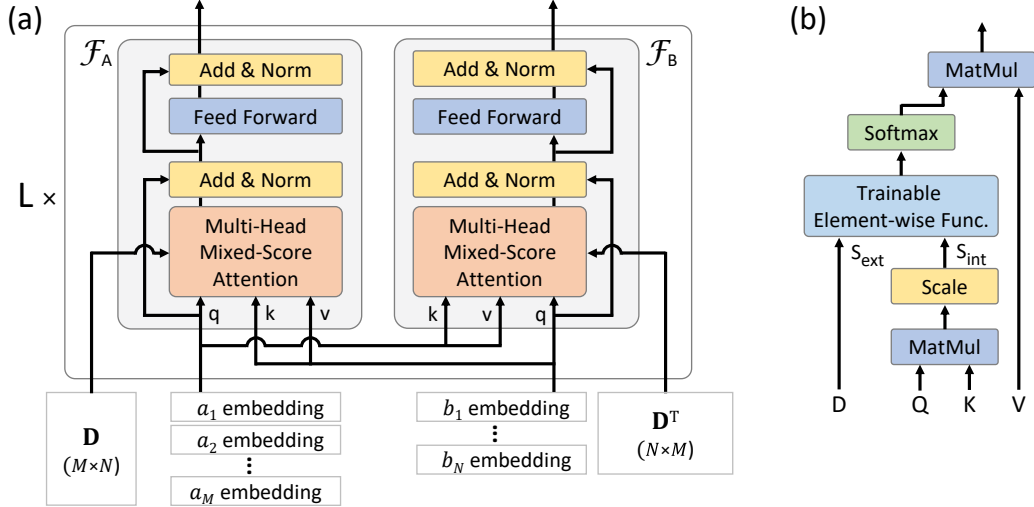 (a)
ℱA
Add & Norm
Feed Forward
Add & Norm
Multi-Head
Mixed-Score
Attention
q
k
v
ℱB
Add & Norm
Feed Forward
Add & Norm
Multi-Head
Mixed-Score
Attention
k
v
q
L ×
D
(M×N)
a1 embedding
a2 embedding
⋮
aM embedding
b1 embedding
⋮
bN embedding
Dᵀ
(N×M)
(b)
MatMul
Softmax
Trainable
Element-wise Func.
Sext
Sint
Scale
MatMul
D
Q
K
V